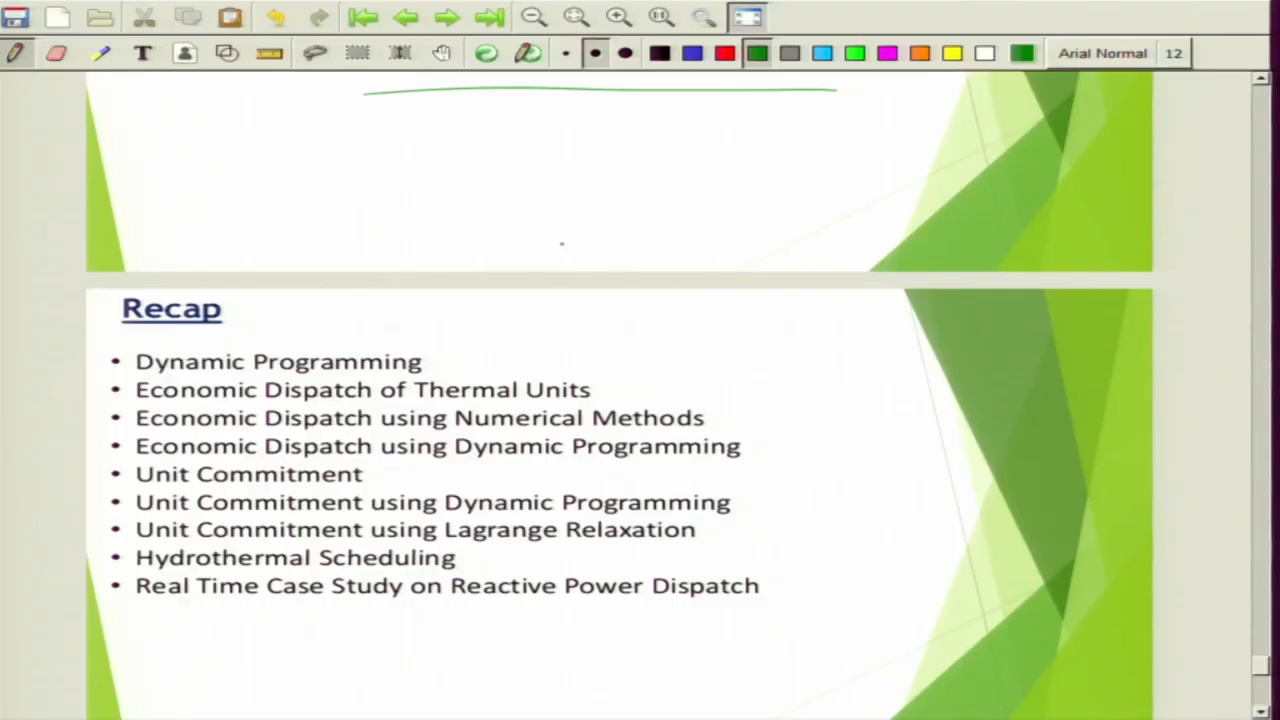 Arial Normal 12
Recap
• Dynamic Programming
• Economic Dispatch of Thermal Units
• Economic Dispatch using Numerical Methods
• Economic Dispatch using Dynamic Programming
• Unit Commitment
• Unit Commitment using Dynamic Programming
• Unit Commitment using Lagrange Relaxation
• Hydrothermal Scheduling
• Real Time Case Study on Reactive Power Dispatch